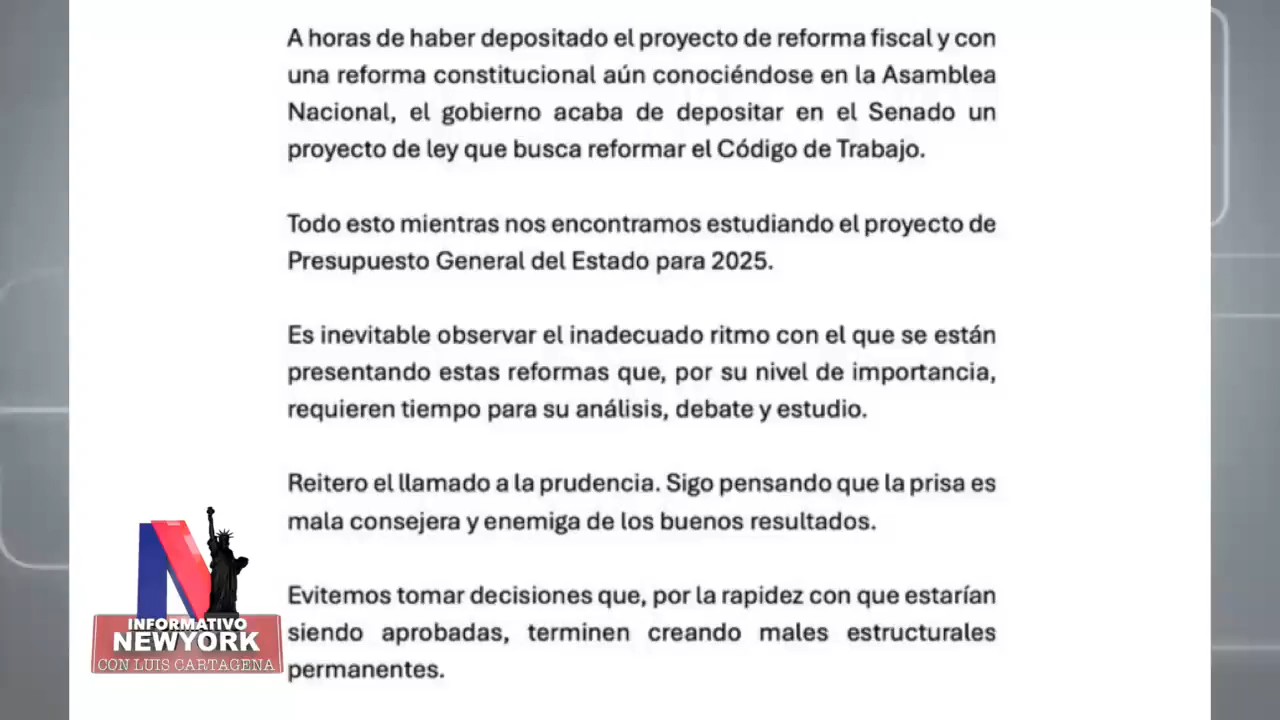 A horas de haber depositado el proyecto de reforma fiscal y con
una reforma constitucional aún conociéndose en la Asamblea
Nacional, el gobierno acaba de depositar en el Senado un
proyecto de ley que busca reformar el Código de Trabajo.
Todo esto mientras nos encontramos estudiando el proyecto de
Presupuesto General del Estado para 2025.
Es inevitable observar el inadecuado ritmo con el que se están
presentando estas reformas que, por su nivel de importancia,
requieren tiempo para su análisis, debate y estudio.
Reitero el llamado a la prudencia. Sigo pensando que la prisa es
mala consejera y enemiga de los buenos resultados.
Evitemos tomar decisiones que, por la rapidez con que estarían
siendo aprobadas, terminen creando males estructurales
permanentes.
N
INFORMATIVO
NEWYORK
CON LUIS CARTAGENA